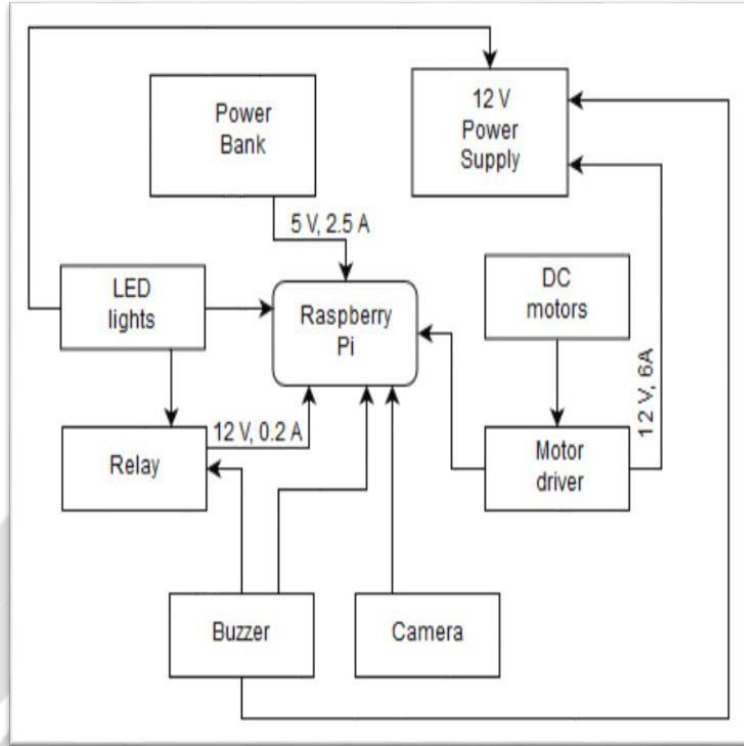 12 V
Power
Supply
Power
Bank
5 V, 2.5 A
LED
lights
Raspberry
Pi
DC
motors
12 V, 6A
Relay
12 V, 0.2 A
Motor
driver
Buzzer
Camera